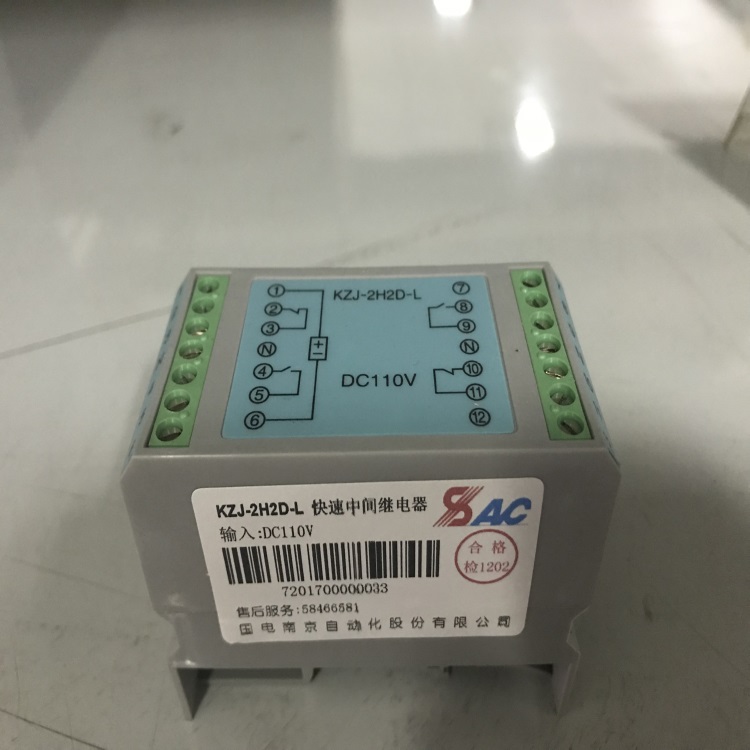 ① KZJ-2H2D-L ⑦
② ⑧
③ ⑨
Ⓝ + − Ⓝ
④ ⑩
⑤ DC110V ⑪
⑥ ⑫
KZJ-2H2D-L 快速中间继电器 SAC
输入:DC110V
合格
检1202
7201700000033
售后服务:58466581
国电南京自动化股份有限公司